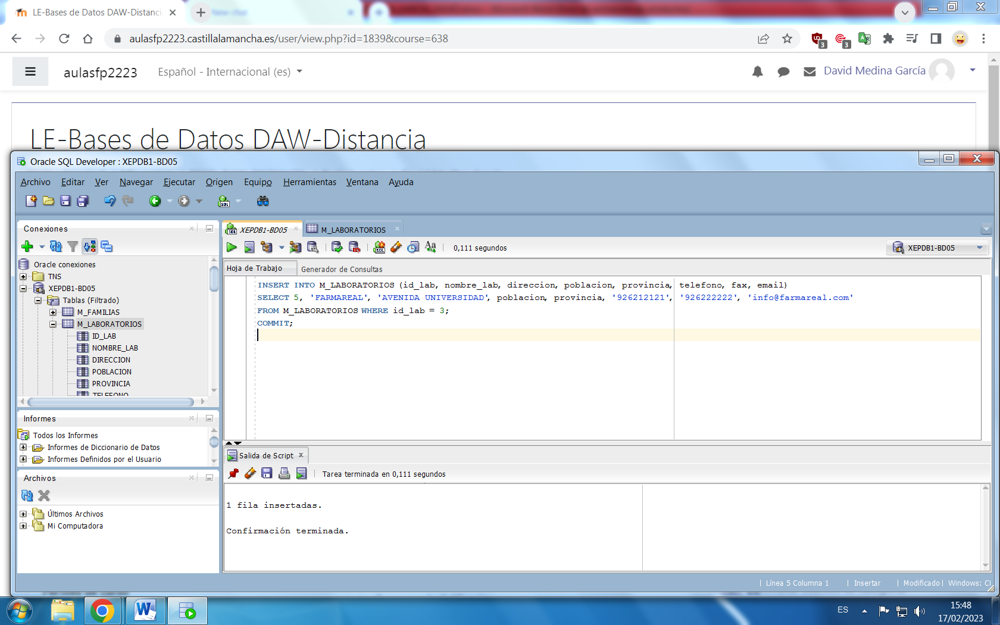 LE-Bases de Datos DAW-Distanci
New chat
aulasfp2223.castillalamancha.es/user/view.php?id=1839&course=638
3
3
aulasfp2223
Español - Internacional (es)
David Medina García
LE-Bases de Datos DAW-Distancia
Oracle SQL Developer : XEPDB1-BD05
Archivo Editar Ver Navegar Ejecutar Origen Equipo Herramientas Ventana Ayuda
Conexiones
Oracle conexiones
TNS
XEPDB1-BD05
Tablas (Filtrado)
M_FAMILIAS
M_LABORATORIOS
ID_LAB
NOMBRE_LAB
DIRECCION
POBLACION
PROVINCIA
TELEFONO
Informes
Todos los Informes
Informes de Diccionario de Datos
Informes Definidos por el Usuario
Archivos
Últimos Archivos
Mi Computadora
XEPDB1-BD05
M_LABORATORIOS
0,111 segundos
XEPDB1-BD05
Hoja de Trabajo
Generador de Consultas
INSERT INTO M_LABORATORIOS (id_lab, nombre_lab, direccion, poblacion, provincia, telefono, fax, email)
SELECT 5, 'FARMAREAL', 'AVENIDA UNIVERSIDAD', poblacion, provincia, '926212121', '926222222', 'info@farmareal.com'
FROM M_LABORATORIOS WHERE id_lab = 3;
COMMIT;
Salida de Script
Tarea terminada en 0,111 segundos
1 fila insertadas.
Confirmación terminada.
Línea 5 Columna 1
Insertar
Modificado
Windows: Cl
ES
15:48
17/02/2023